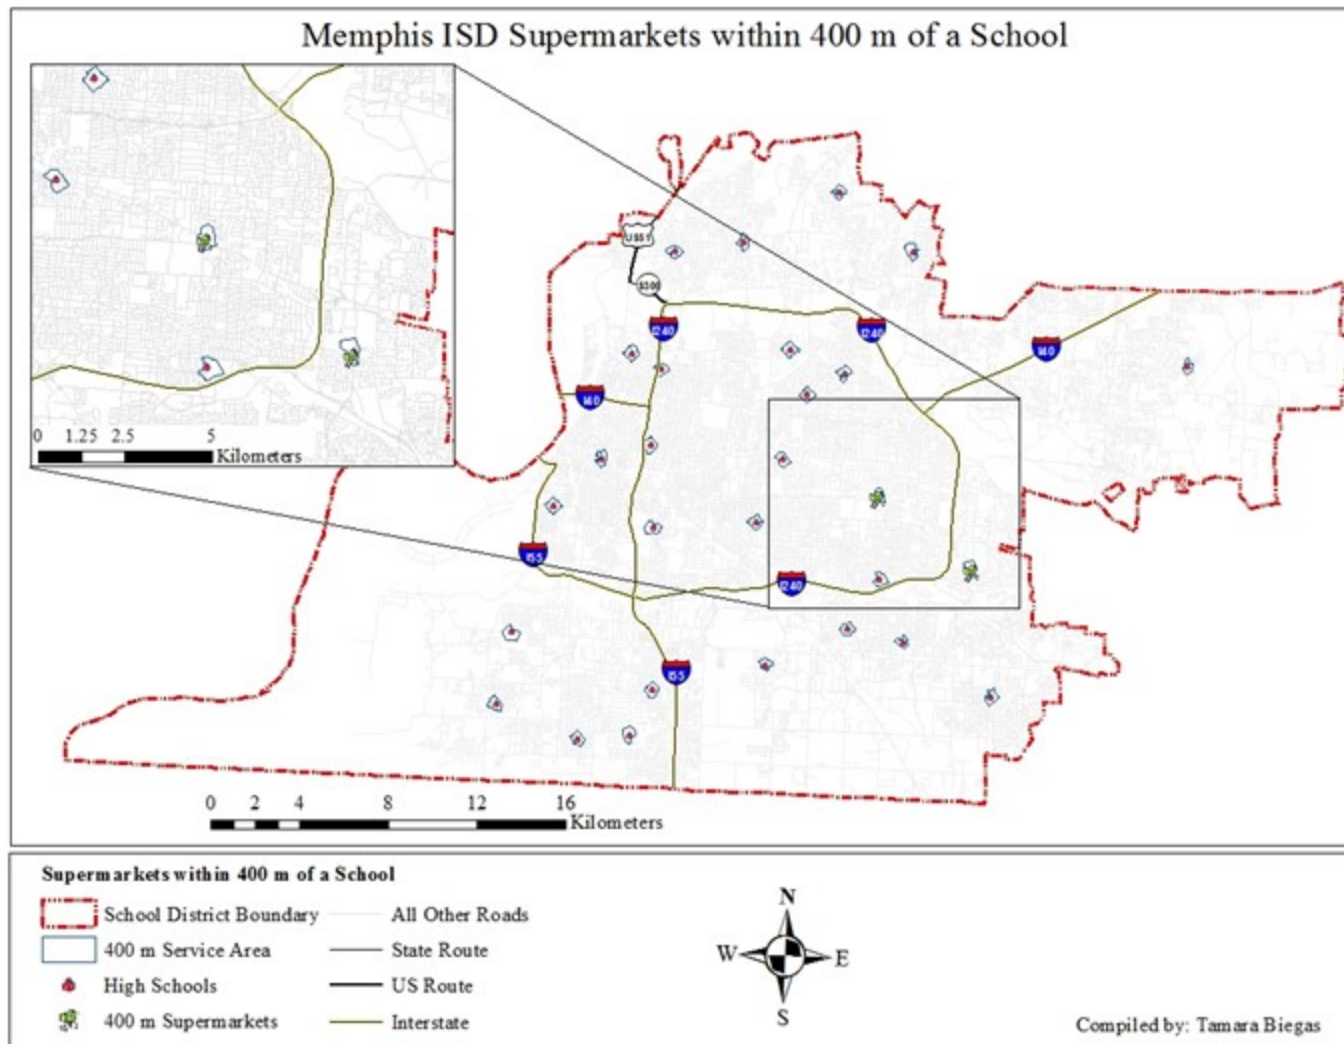 Memphis ISD Supermarkets within 400 m of a School
US51
S300
I240
I240
I40
I40
I55
I240
I55
0 1.25 2.5 5
Kilometers
0 2 4 8 12 16
Kilometers
Supermarkets within 400 m of a School
School District Boundary
400 m Service Area
High Schools
400 m Supermarkets
All Other Roads
State Route
US Route
Interstate
N
W E
S
Compiled by: Tamara Biegas